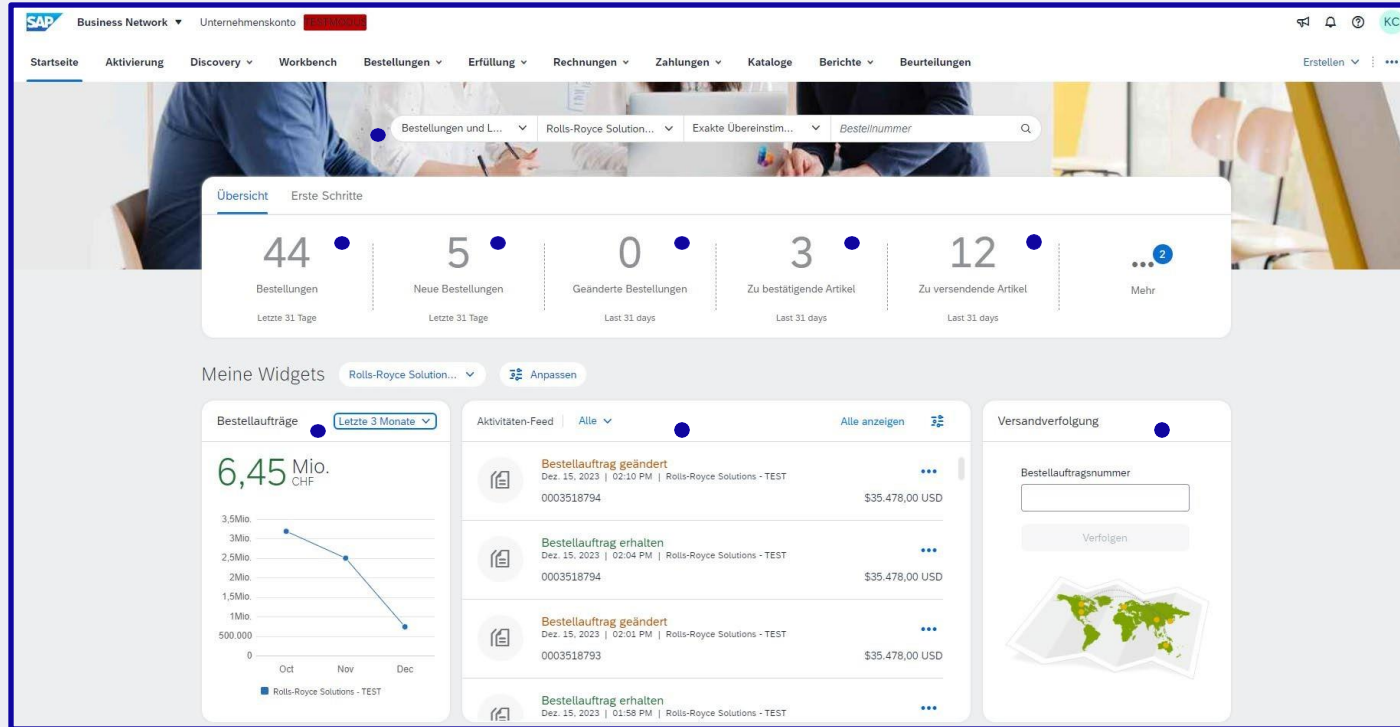 SAP Business Network Unternehmenskonto TESTMODUS
KC
Startseite Aktivierung Discovery Workbench Bestellungen Erfüllung Rechnungen Zahlungen Kataloge Berichte Beurteilungen Erstellen
Bestellungen und L... Rolls-Royce Solution... Exakte Übereinstim... Bestellnummer
Übersicht Erste Schritte
44 5 0 3 12 ... 2
Bestellungen Neue Bestellungen Geänderte Bestellungen Zu bestätigende Artikel Zu versendende Artikel Mehr
Letzte 31 Tage Letzte 31 Tage Last 31 days Last 31 days Last 31 days
Meine Widgets Rolls-Royce Solution... Anpassen
Bestellaufträge Letzte 3 Monate
6,45 Mio.
CHF
3,5Mio.
3Mio.
2,5Mio.
2Mio.
1,5Mio.
1Mio.
500.000
0
Oct Nov Dec
Rolls-Royce Solutions - TEST
Aktivitäten-Feed Alle Alle anzeigen
Bestellauftrag geändert
Dez. 15, 2023 | 02:10 PM | Rolls-Royce Solutions - TEST
0003518794 $35.478,00 USD
Bestellauftrag erhalten
Dez. 15, 2023 | 02:04 PM | Rolls-Royce Solutions - TEST
0003518794 $35.478,00 USD
Bestellauftrag geändert
Dez. 15, 2023 | 02:01 PM | Rolls-Royce Solutions - TEST
0003518793 $35.478,00 USD
Bestellauftrag erhalten
Dez. 15, 2023 | 01:58 PM | Rolls-Royce Solutions - TEST
Versandverfolgung
Bestellauftragsnummer
Verfolgen